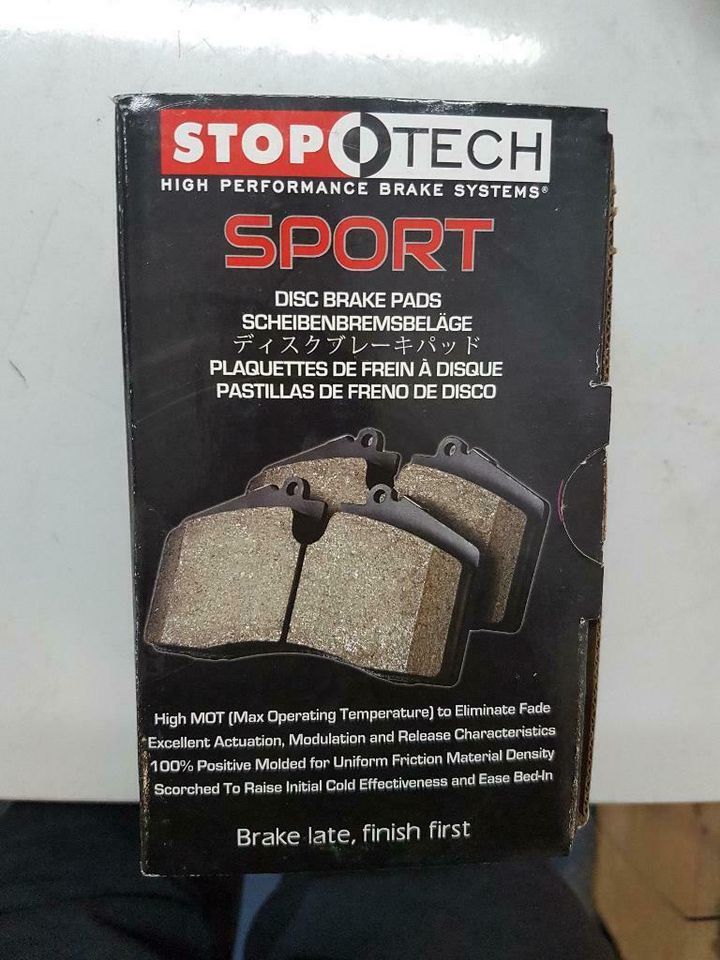 STOPTECH
HIGH PERFORMANCE BRAKE SYSTEMS®
SPORT
DISC BRAKE PADS
SCHEIBENBREMSBELÄGE
ディスクブレーキパッド
PLAQUETTES DE FREIN À DISQUE
PASTILLAS DE FRENO DE DISCO
High MOT (Max Operating Temperature) to Eliminate Fade
Excellent Actuation, Modulation and Release Characteristics
100% Positive Molded for Uniform Friction Material Density
Scorched To Raise Initial Cold Effectiveness and Ease Bed-In
Brake late, finish first